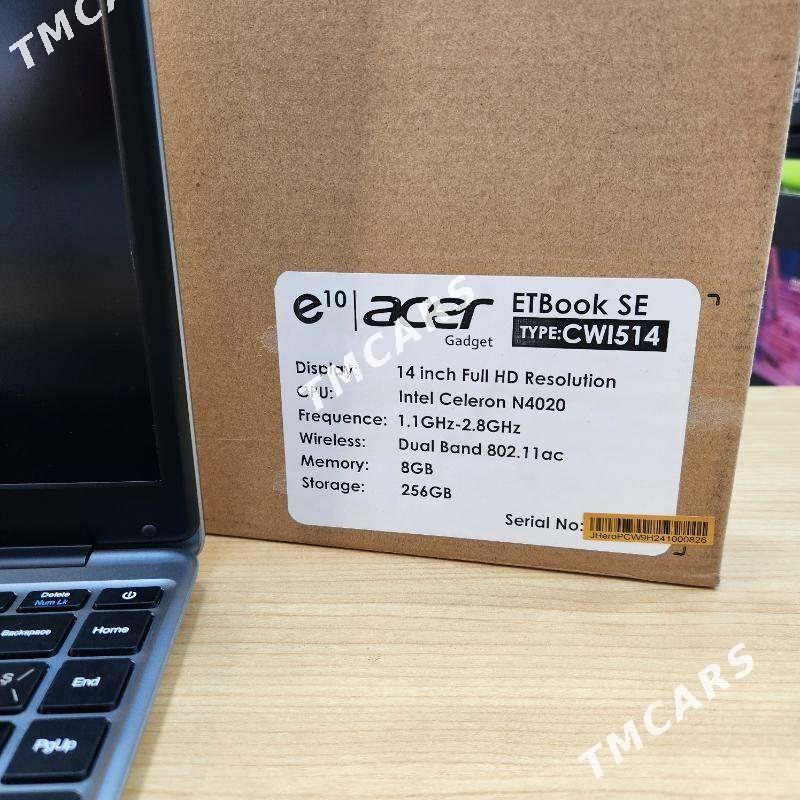 TMCARS
e10 | acer
Gadget
ETBook SE
TYPE:CWI514
Display: 14 inch Full HD Resolution
CPU: Intel Celeron N4020
Frequence: 1.1GHz-2.8GHz
Wireless: Dual Band 802.11ac
Memory: 8GB
Storage: 256GB
Serial No:
JHeroPCW9H241000826
TMCARS
Delete
Num Lk
Backspace
Home
$
\
End
PgUp
TMCARS